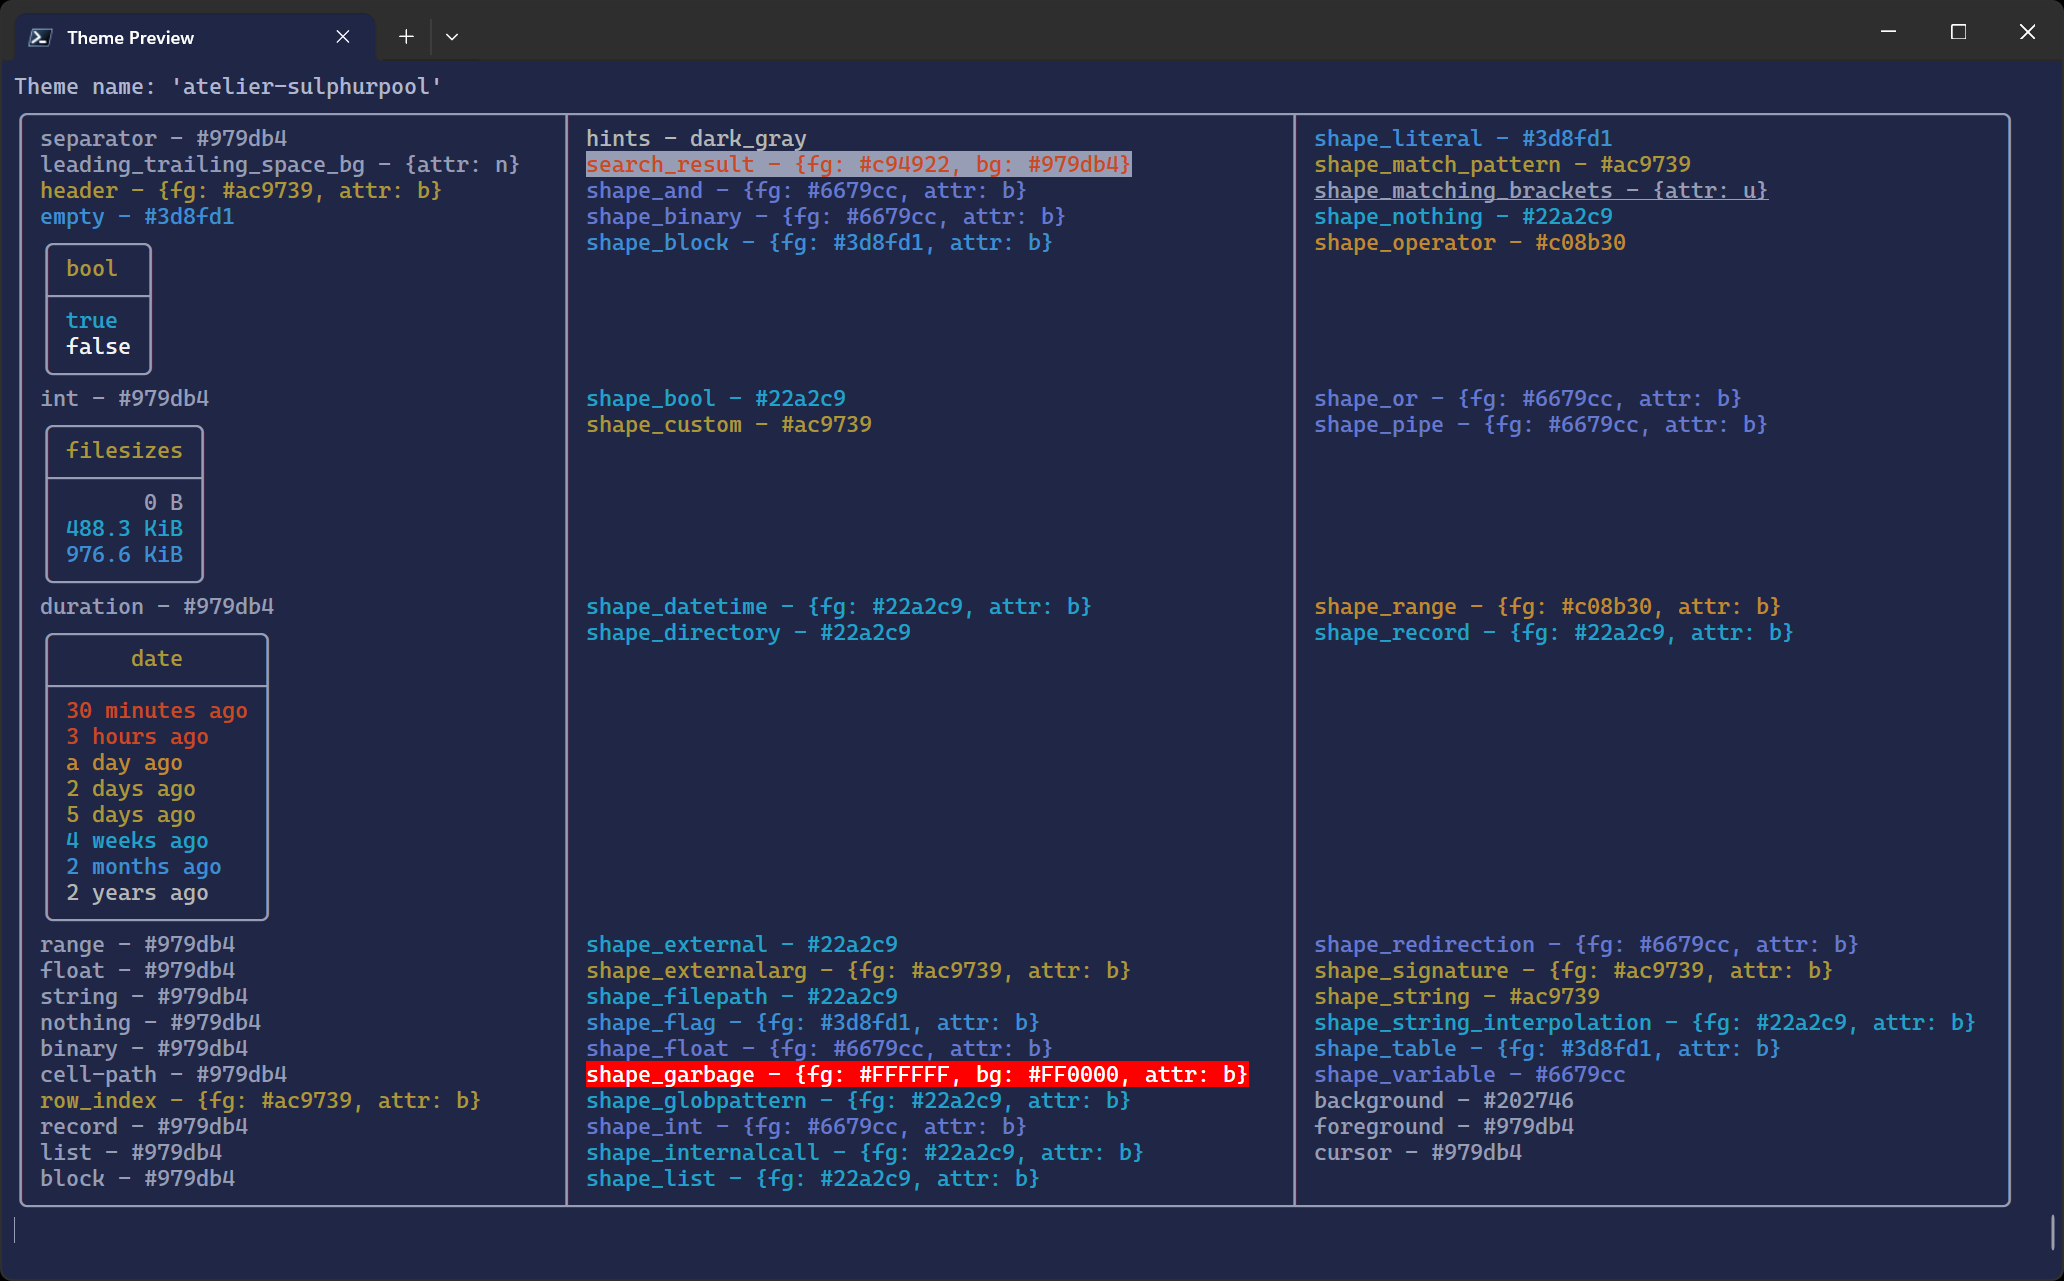 Theme Preview
Theme name: 'atelier-sulphurpool'
separator - #979db4
leading_trailing_space_bg - {attr: n}
header - {fg: #ac9739, attr: b}
empty - #3d8fd1
bool
true
false
int - #979db4
filesizes
0 B
488.3 KiB
976.6 KiB
duration - #979db4
date
30 minutes ago
3 hours ago
a day ago
2 days ago
5 days ago
4 weeks ago
2 months ago
2 years ago
range - #979db4
float - #979db4
string - #979db4
nothing - #979db4
binary - #979db4
cell-path - #979db4
row_index - {fg: #ac9739, attr: b}
record - #979db4
list - #979db4
block - #979db4
hints - dark_gray
search_result - {fg: #c94922, bg: #979db4}
shape_and - {fg: #6679cc, attr: b}
shape_binary - {fg: #6679cc, attr: b}
shape_block - {fg: #3d8fd1, attr: b}
shape_bool - #22a2c9
shape_custom - #ac9739
shape_datetime - {fg: #22a2c9, attr: b}
shape_directory - #22a2c9
shape_external - #22a2c9
shape_externalarg - {fg: #ac9739, attr: b}
shape_filepath - #22a2c9
shape_flag - {fg: #3d8fd1, attr: b}
shape_float - {fg: #6679cc, attr: b}
shape_garbage - {fg: #FFFFFF, bg: #FF0000, attr: b}
shape_globpattern - {fg: #22a2c9, attr: b}
shape_int - {fg: #6679cc, attr: b}
shape_internalcall - {fg: #22a2c9, attr: b}
shape_list - {fg: #22a2c9, attr: b}
shape_literal - #3d8fd1
shape_match_pattern - #ac9739
shape_matching_brackets - {attr: u}
shape_nothing - #22a2c9
shape_operator - #c08b30
shape_or - {fg: #6679cc, attr: b}
shape_pipe - {fg: #6679cc, attr: b}
shape_range - {fg: #c08b30, attr: b}
shape_record - {fg: #22a2c9, attr: b}
shape_redirection - {fg: #6679cc, attr: b}
shape_signature - {fg: #ac9739, attr: b}
shape_string - #ac9739
shape_string_interpolation - {fg: #22a2c9, attr: b}
shape_table - {fg: #3d8fd1, attr: b}
shape_variable - #6679cc
background - #202746
foreground - #979db4
cursor - #979db4